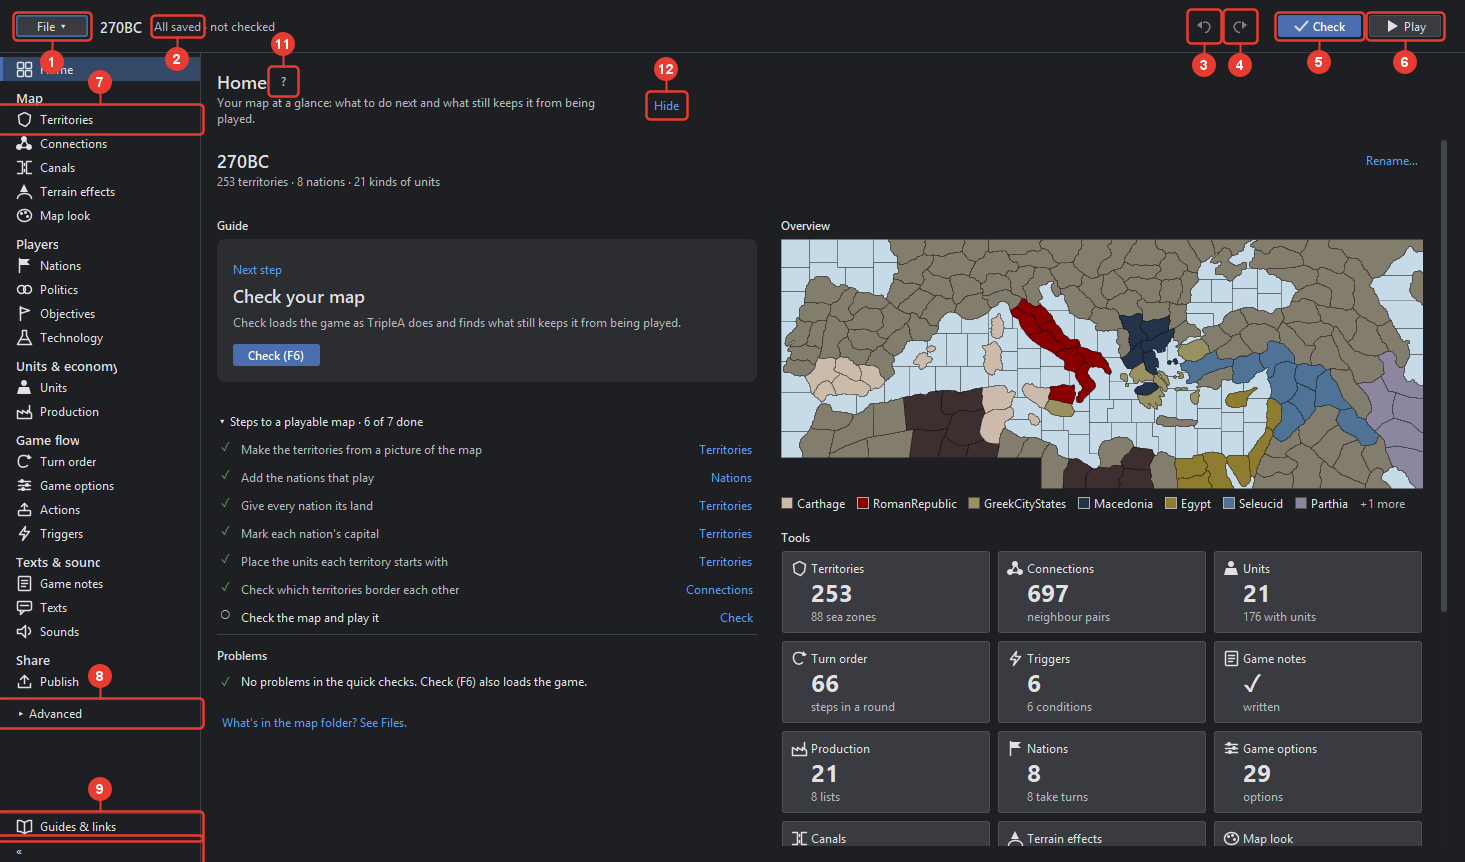 File ▾
270BC
All saved · not checked
Check
Play
1
2
3
4
5
6
7
8
9
11
12
Home
Map
Territories
Connections
Canals
Terrain effects
Map look
Players
Nations
Politics
Objectives
Technology
Units & economy
Units
Production
Game flow
Turn order
Game options
Actions
Triggers
Texts & sound
Game notes
Texts
Sounds
Share
Publish
▸ Advanced
Guides & links
«
Home ?
Your map at a glance: what to do next and what still keeps it from being
played.
Hide
270BC
Rename...
253 territories · 8 nations · 21 kinds of units
Guide
Next step
Check your map
Check loads the game as TripleA does and finds what still keeps it from being played.
Check (F6)
▾ Steps to a playable map · 6 of 7 done
✓ Make the territories from a picture of the map Territories
✓ Add the nations that play Nations
✓ Give every nation its land Territories
✓ Mark each nation's capital Territories
✓ Place the units each territory starts with Territories
✓ Check which territories border each other Connections
Check the map and play it Check
Problems
✓ No problems in the quick checks. Check (F6) also loads the game.
What's in the map folder? See Files.
Overview
Carthage RomanRepublic GreekCityStates Macedonia Egypt Seleucid Parthia +1 more
Tools
Territories
253
88 sea zones
Connections
697
neighbour pairs
Units
21
176 with units
Turn order
66
steps in a round
Triggers
6
6 conditions
Game notes
✓
written
Production
21
8 lists
Nations
8
8 take turns
Game options
29
options
Canals
Terrain effects
Map look